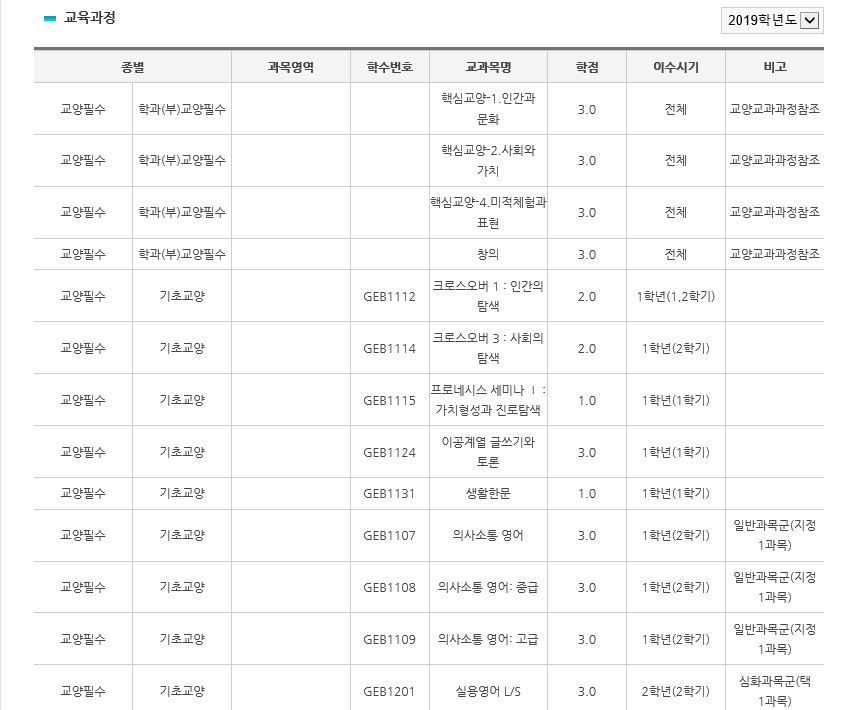 교육과정
2019학년도
종별 과목영역 학수번호 교과목명 학점 이수시기 비고
교양필수 학과(부)교양필수 핵심교양-1.인간과 문화 3.0 전체 교양교과과정참조
교양필수 학과(부)교양필수 핵심교양-2.사회와 가치 3.0 전체 교양교과과정참조
교양필수 학과(부)교양필수 핵심교양-4.미적체험과 표현 3.0 전체 교양교과과정참조
교양필수 학과(부)교양필수 창의 3.0 전체 교양교과과정참조
교양필수 기초교양 GEB1112 크로스오버 1 : 인간의 탐색 2.0 1학년(1,2학기)
교양필수 기초교양 GEB1114 크로스오버 3 : 사회의 탐색 2.0 1학년(2학기)
교양필수 기초교양 GEB1115 프로네시스 세미나 Ⅰ : 가치형성과 진로탐색 1.0 1학년(1학기)
교양필수 기초교양 GEB1124 이공계열 글쓰기와 토론 3.0 1학년(1학기)
교양필수 기초교양 GEB1131 생활한문 1.0 1학년(1학기)
교양필수 기초교양 GEB1107 의사소통 영어 3.0 1학년(2학기) 일반과목군(지정 1과목)
교양필수 기초교양 GEB1108 의사소통 영어: 중급 3.0 1학년(2학기) 일반과목군(지정 1과목)
교양필수 기초교양 GEB1109 의사소통 영어: 고급 3.0 1학년(2학기) 일반과목군(지정 1과목)
교양필수 기초교양 GEB1201 실용영어 L/S 3.0 2학년(2학기) 심화과목군(택 1과목)